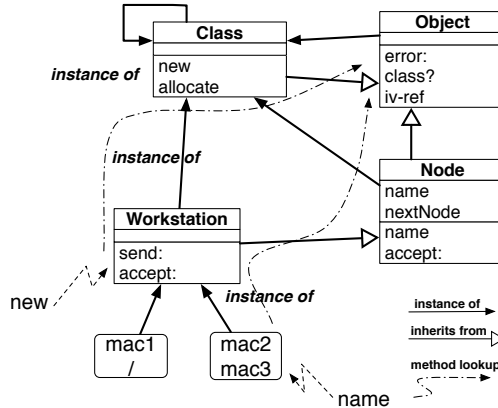 Class
new
allocate
Object
error:
class?
iv-ref
instance of
instance of
Node
name
nextNode
name
accept:
Workstation
send:
accept:
new
instance of
mac1
/
mac2
mac3
name
instance of
inherits from
method lookup